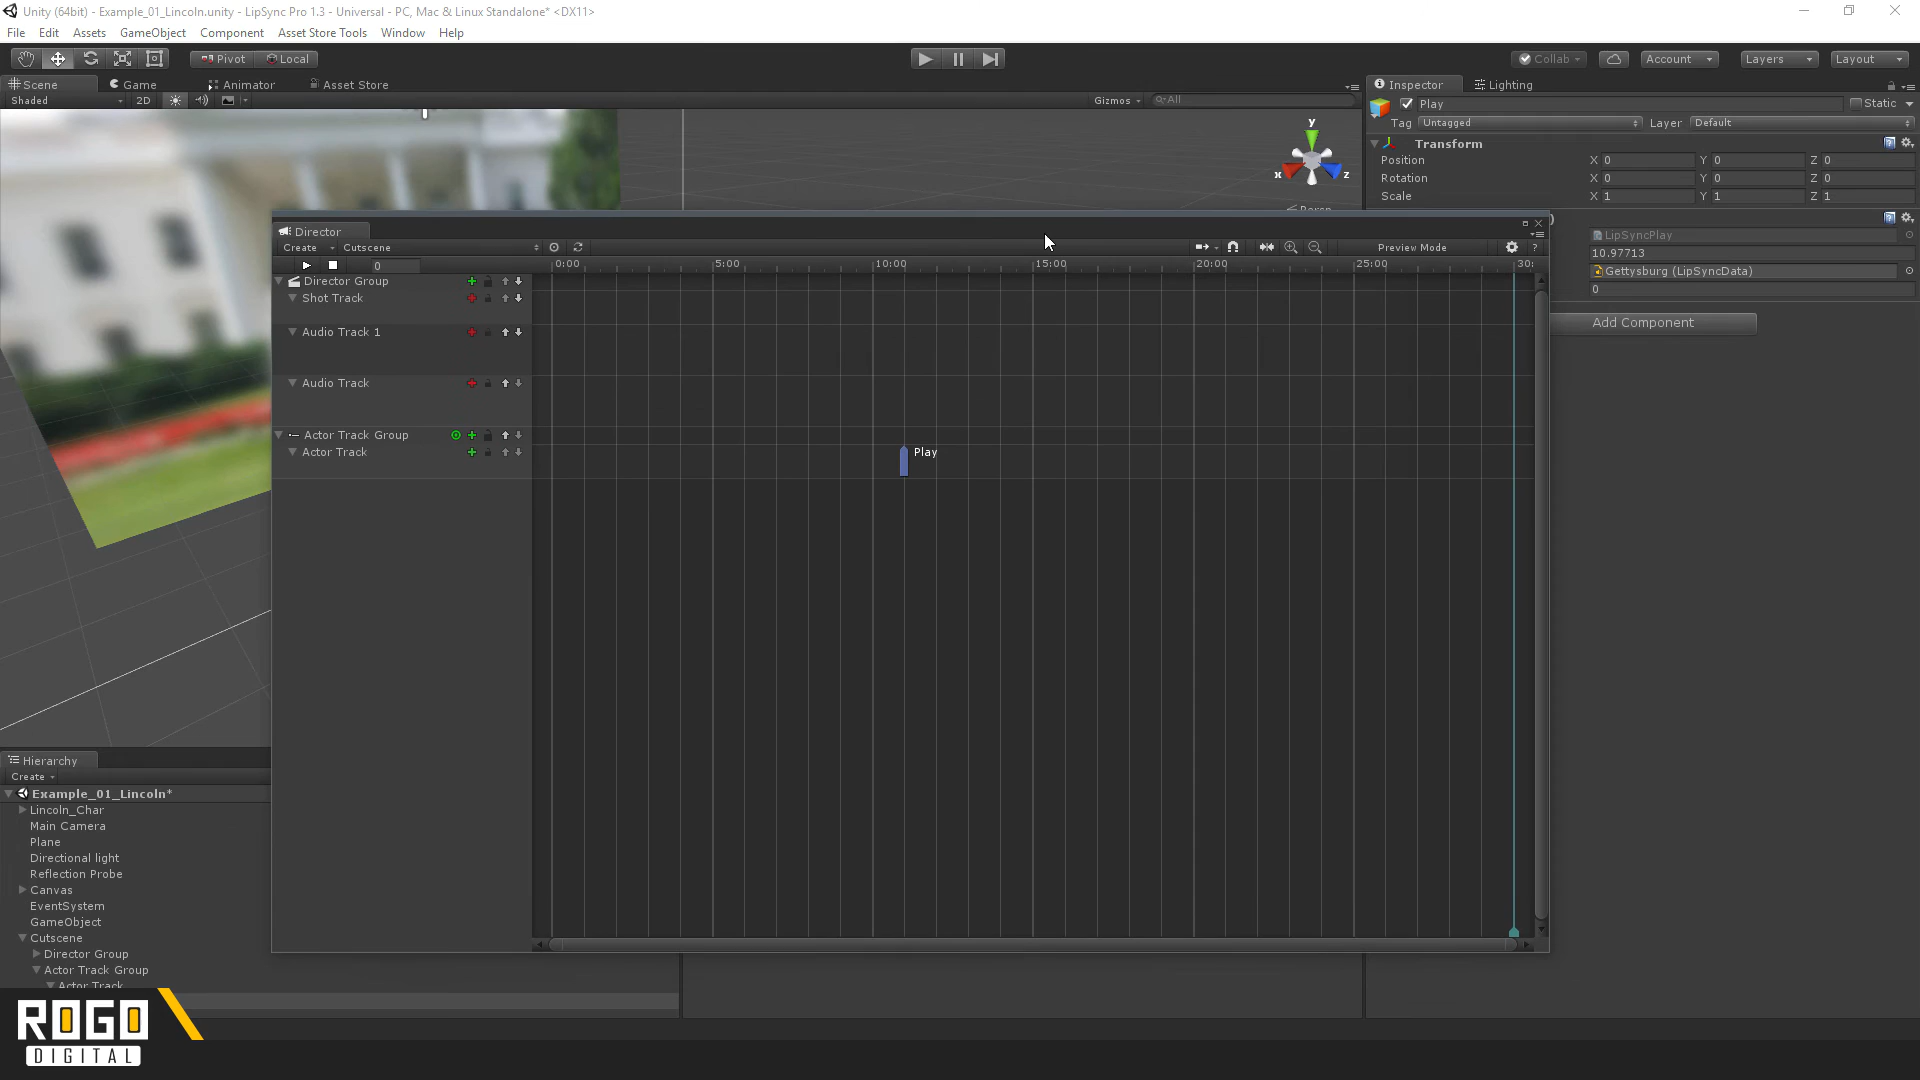 Unity (64bit) - Example_01_Lincoln.unity - LipSync Pro 1.3 - Universal - PC, Mac & Linux Standalone* <DX11>
File Edit Assets GameObject Component Asset Store Tools Window Help
Pivot Local Collab Account Layers Layout
Scene Game Animator Asset Store Inspector Lighting
Shaded 2D Gizmos All
Play Static
Tag Untagged Layer Default
Transform
Position X 0 Y 0 Z 0
Rotation X 0 Y 0 Z 0
Scale X 1 Y 1 Z 1
y
x z
Persp
Director
Create Cutscene Preview Mode ?
0 0:00 5:00 10:00 15:00 20:00 25:00 30:
Director Group
Shot Track
Audio Track 1
Audio Track
Actor Track Group
Actor Track Play
LipSyncPlay
10.97713
Gettysburg (LipSyncData)
0
Add Component
Hierarchy
Create
Example_01_Lincoln*
Lincoln_Char
Main Camera
Plane
Directional light
Reflection Probe
Canvas
EventSystem
GameObject
Cutscene
Director Group
Actor Track Group
Actor Track
ROGO
DIGITAL